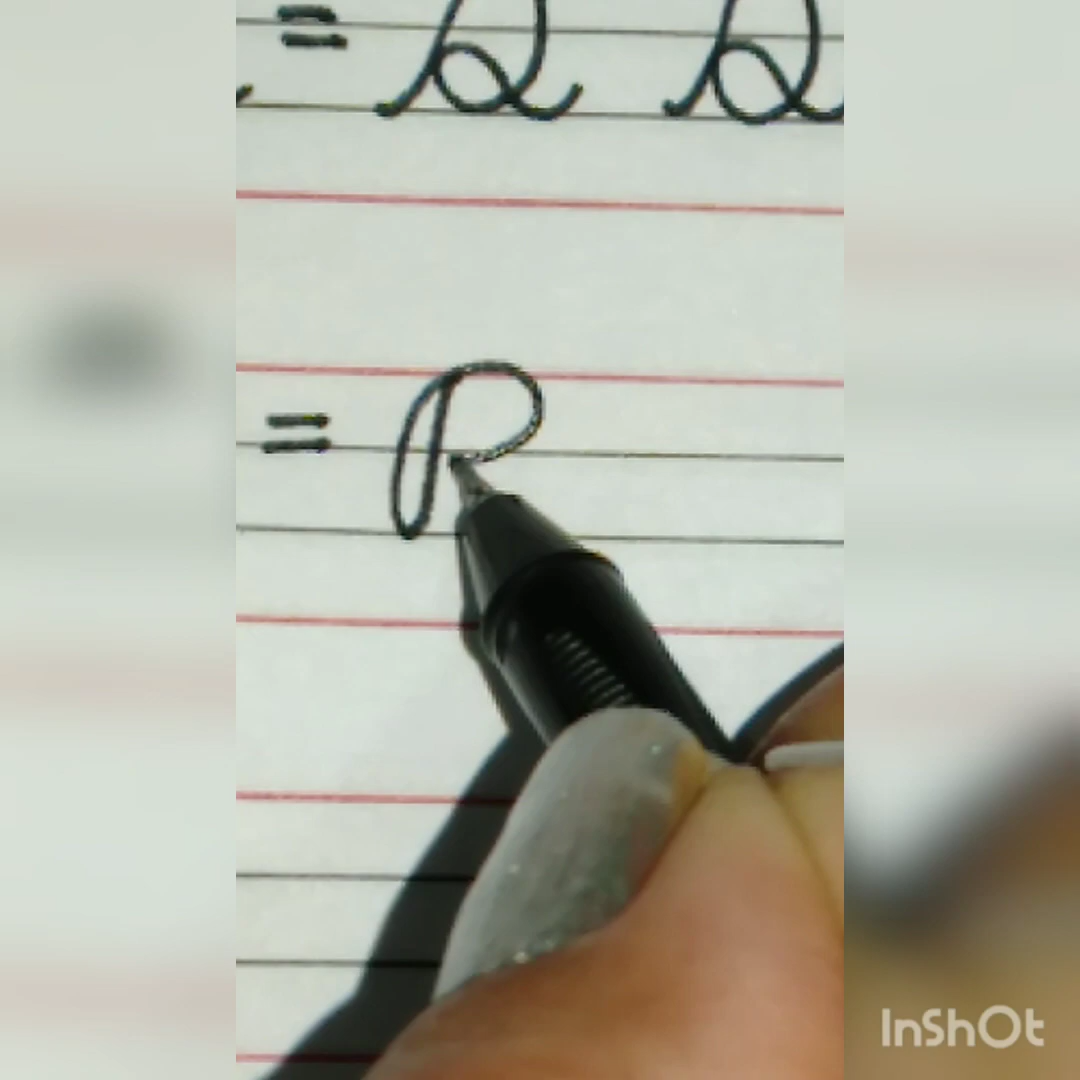 = Q Q
= P
InShOt